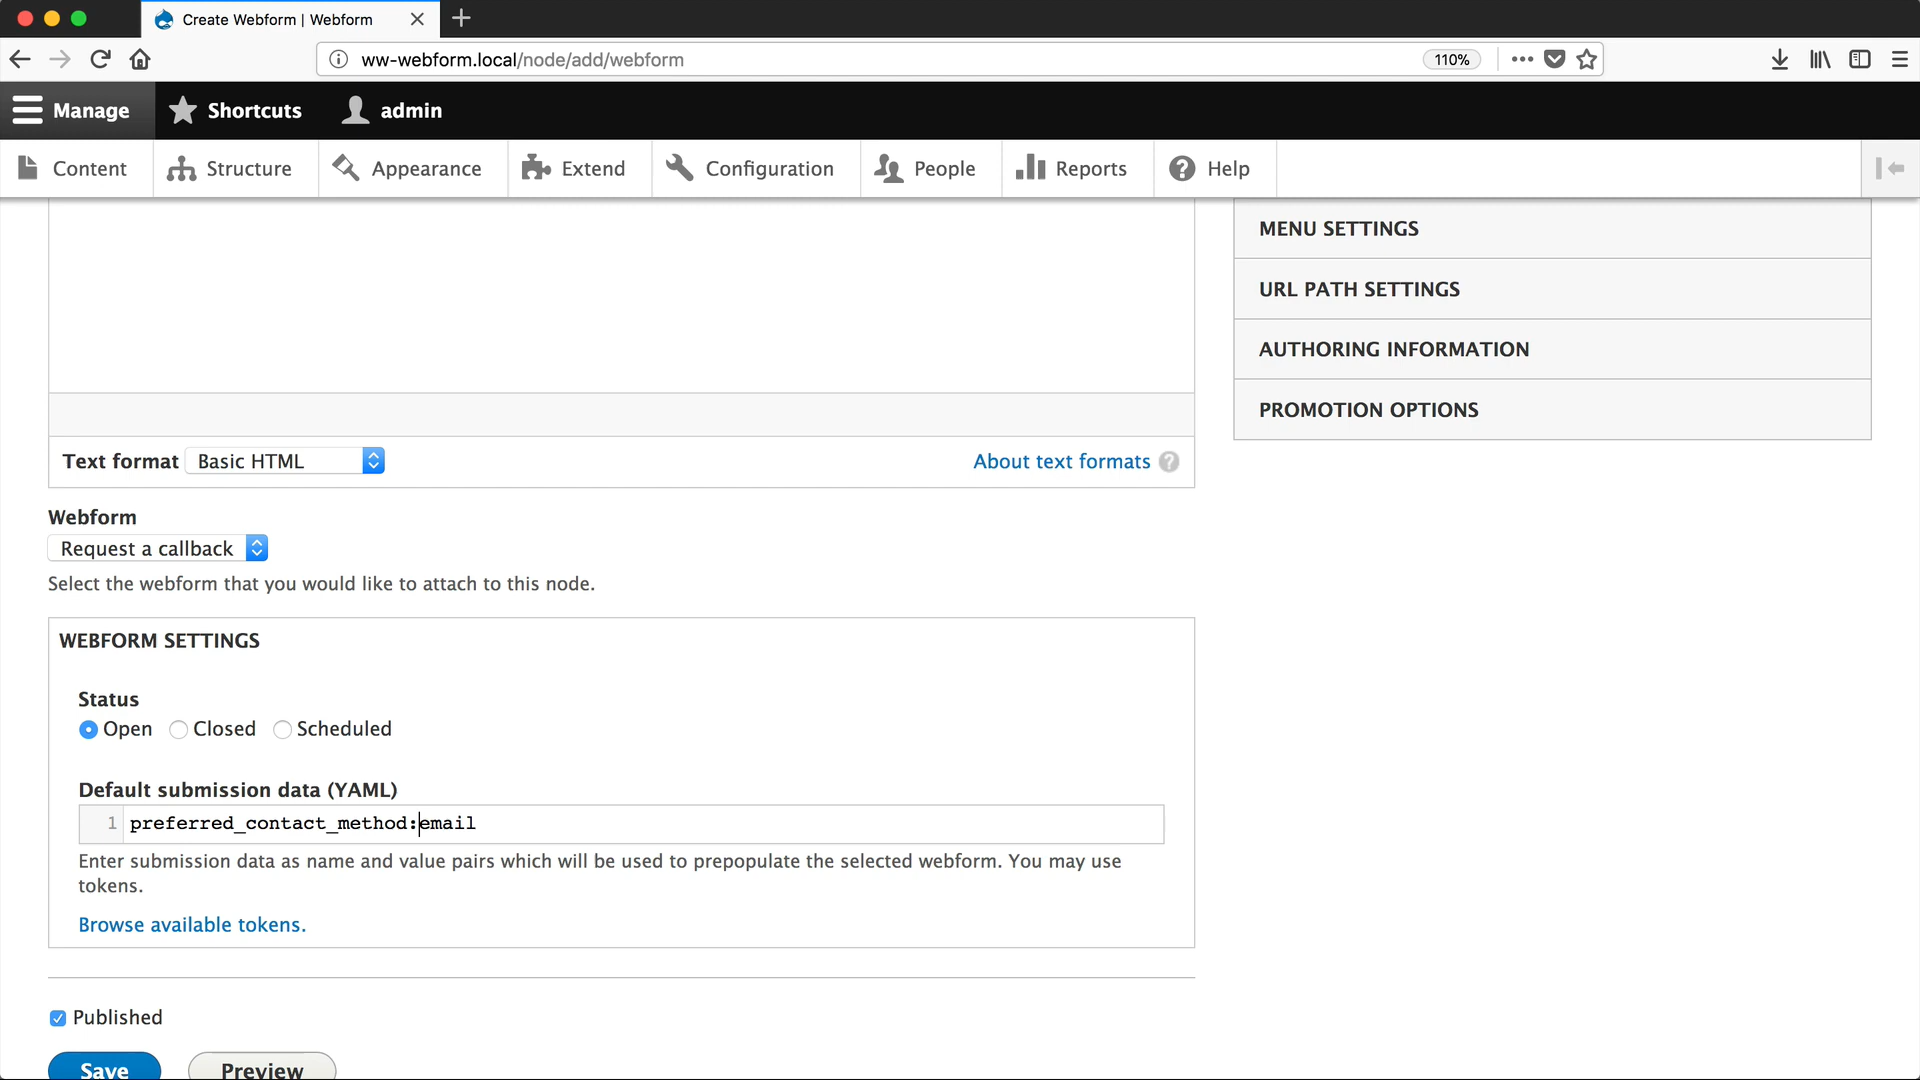 Create Webform | Webform
ww-webform.local/node/add/webform
110%
Manage
Shortcuts
admin
Content
Structure
Appearance
Extend
Configuration
People
Reports
Help
MENU SETTINGS
URL PATH SETTINGS
AUTHORING INFORMATION
PROMOTION OPTIONS
Text format Basic HTML
About text formats ?
Webform
Request a callback
Select the webform that you would like to attach to this node.
WEBFORM SETTINGS
Status
Open Closed Scheduled
Default submission data (YAML)
1 preferred_contact_method:email
Enter submission data as name and value pairs which will be used to prepopulate the selected webform. You may use
tokens.
Browse available tokens.
Published
Save Preview